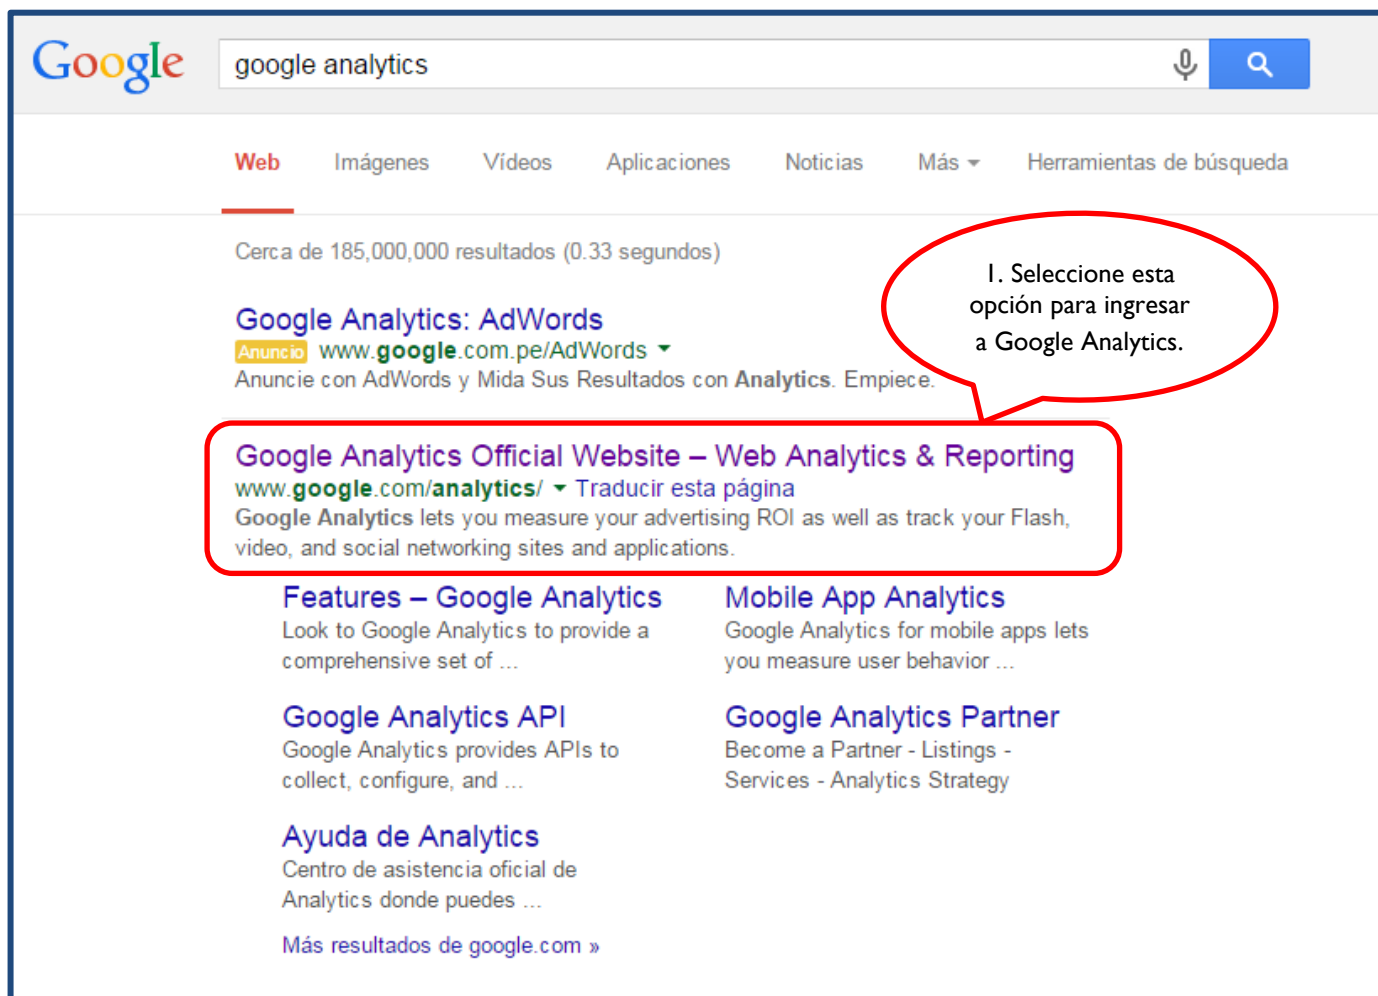 Google
google analytics
Web Imágenes Vídeos Aplicaciones Noticias Más Herramientas de búsqueda
Cerca de 185,000,000 resultados (0.33 segundos)
1. Seleccione esta
opción para ingresar
a Google Analytics.
Google Analytics: AdWords
Anuncio www.google.com.pe/AdWords
Anuncie con AdWords y Mida Sus Resultados con Analytics. Empiece.
Google Analytics Official Website – Web Analytics & Reporting
www.google.com/analytics/ Traducir esta página
Google Analytics lets you measure your advertising ROI as well as track your Flash,
video, and social networking sites and applications.
Features – Google Analytics
Look to Google Analytics to provide a
comprehensive set of ...
Mobile App Analytics
Google Analytics for mobile apps lets
you measure user behavior ...
Google Analytics API
Google Analytics provides APIs to
collect, configure, and ...
Google Analytics Partner
Become a Partner - Listings -
Services - Analytics Strategy
Ayuda de Analytics
Centro de asistencia oficial de
Analytics donde puedes ...
Más resultados de google.com »